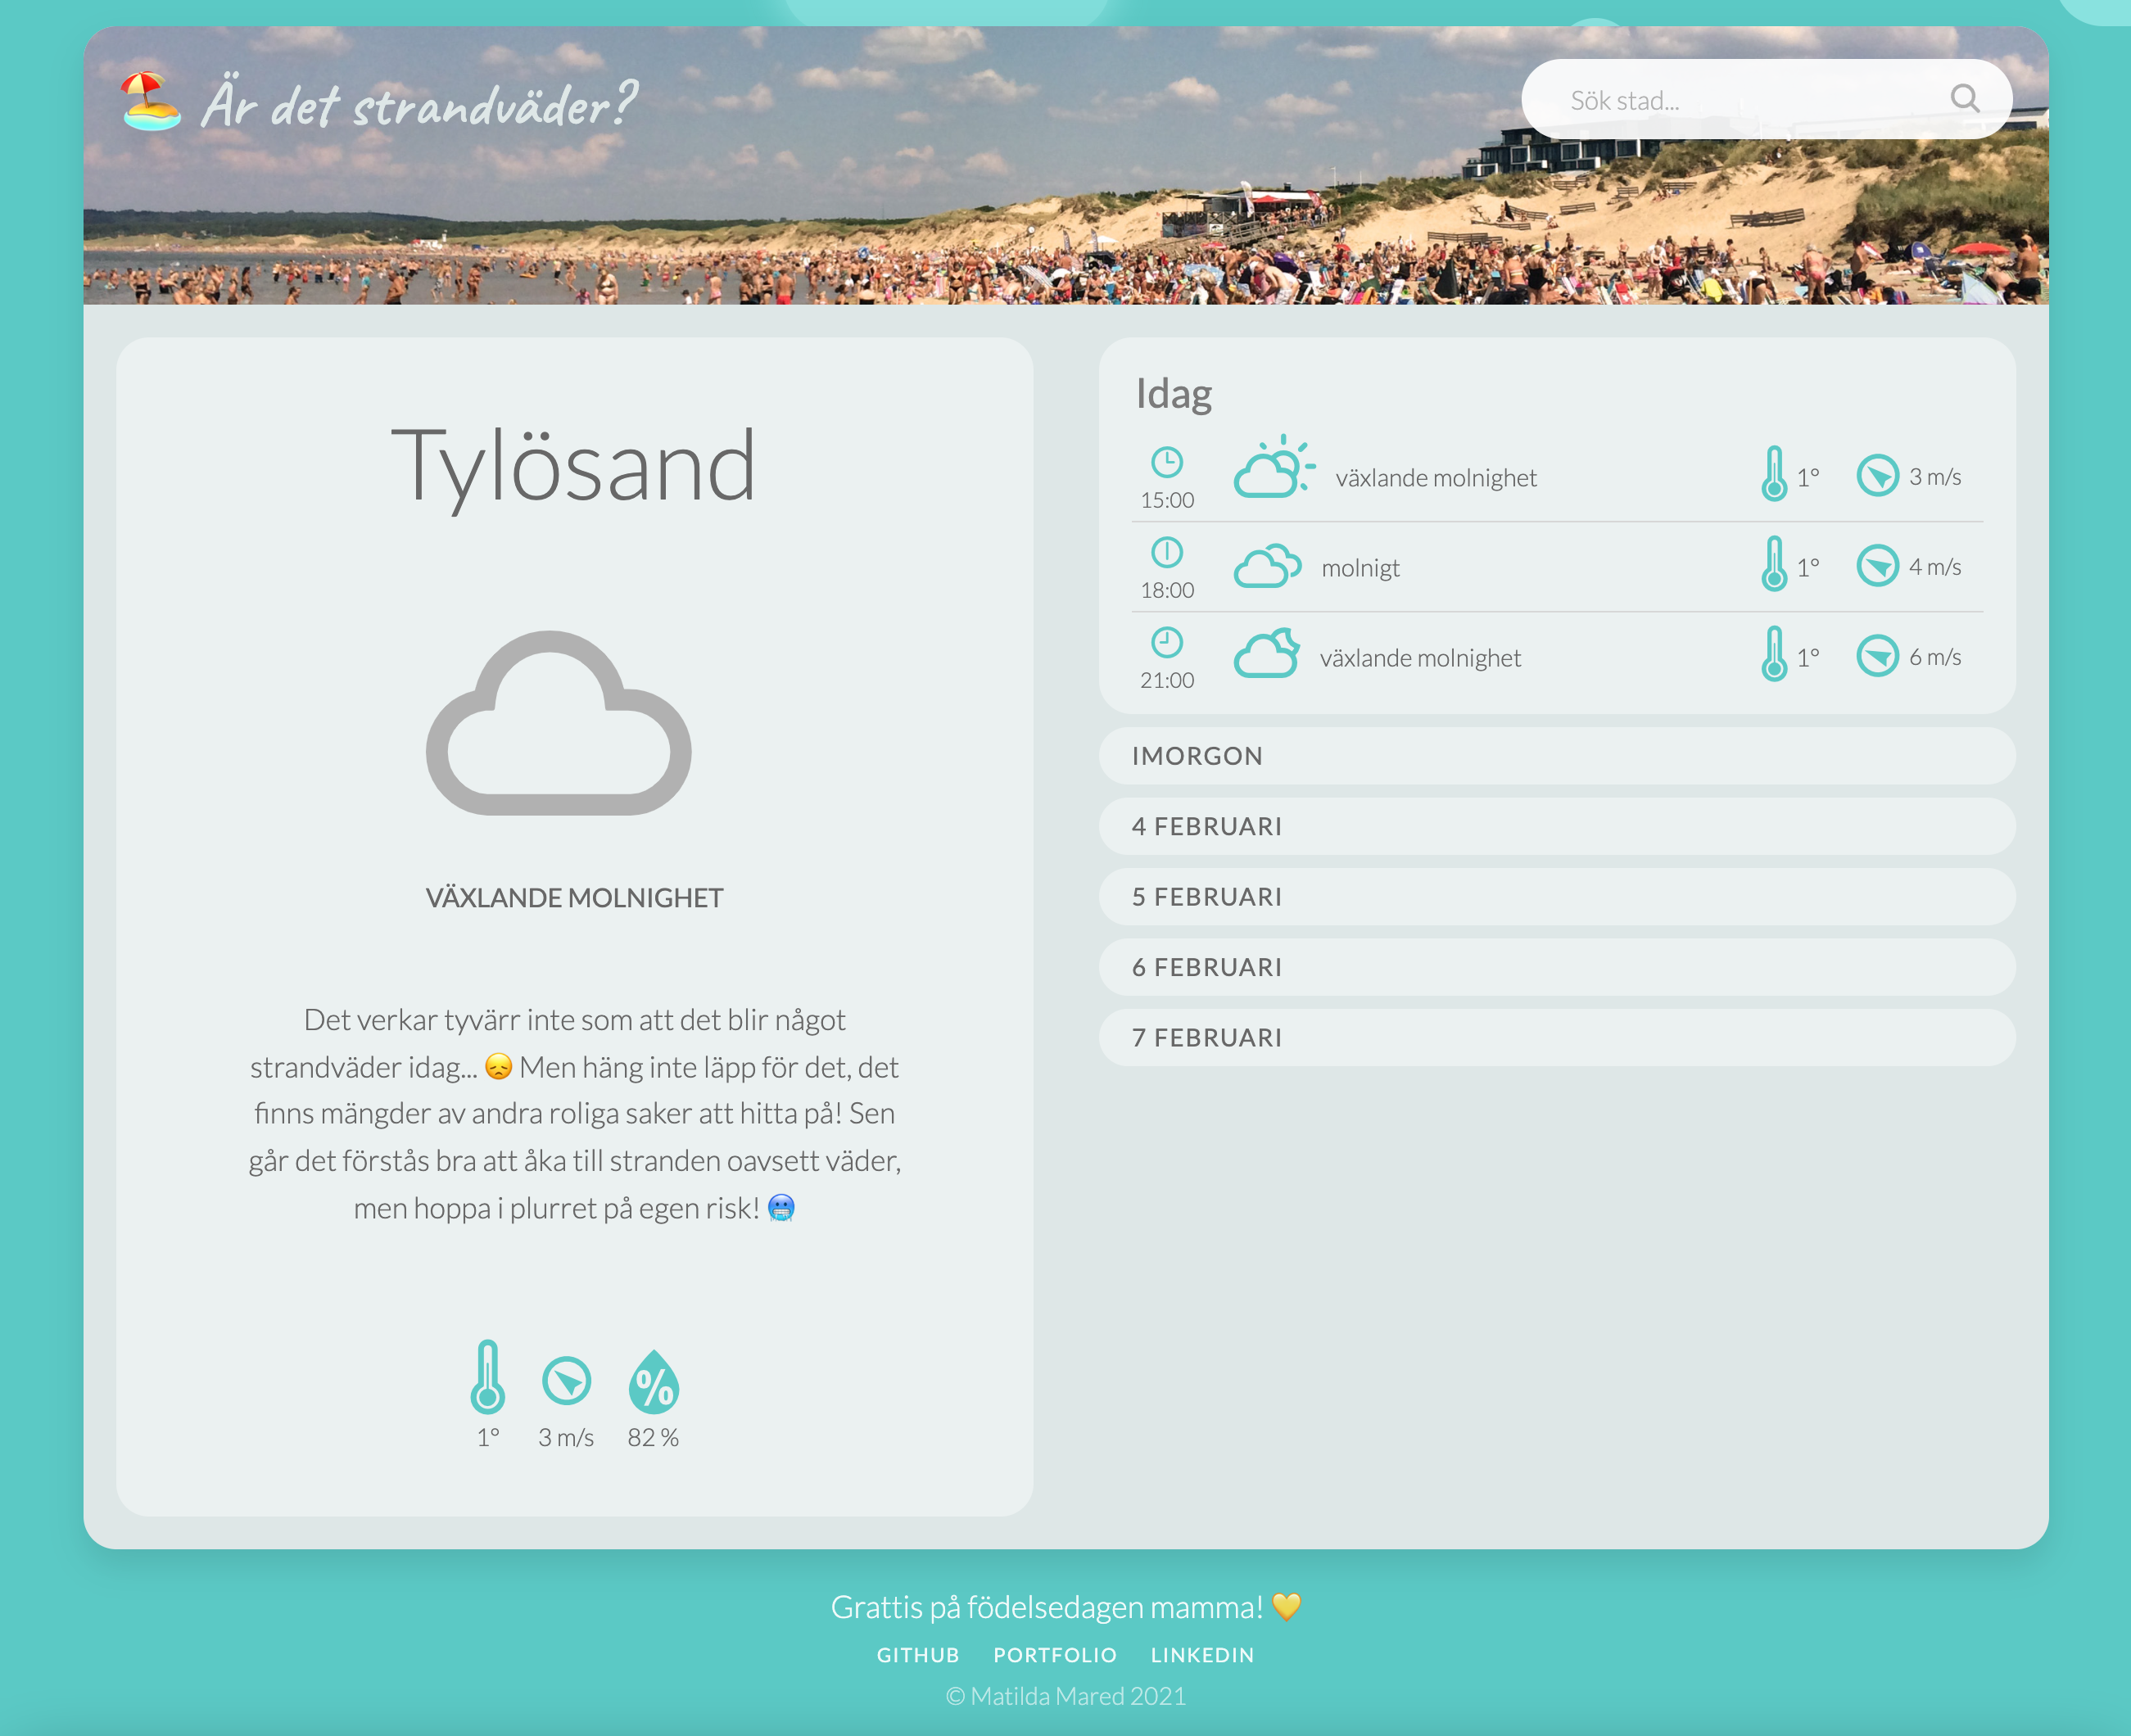 🏖️ Är det strandväder?
Sök stad...
Tylösand
VÄXLANDE MOLNIGHET
Det verkar tyvärr inte som att det blir något
strandväder idag... 😞 Men häng inte läpp för det, det
finns mängder av andra roliga saker att hitta på! Sen
går det förstås bra att åka till stranden oavsett väder,
men hoppa i plurret på egen risk! 🥶
1° 3 m/s 82 %
Idag
15:00 växlande molnighet 1° 3 m/s
18:00 molnigt 1° 4 m/s
21:00 växlande molnighet 1° 6 m/s
IMORGON
4 FEBRUARI
5 FEBRUARI
6 FEBRUARI
7 FEBRUARI
Grattis på födelsedagen mamma! 💛
GITHUB PORTFOLIO LINKEDIN
© Matilda Mared 2021